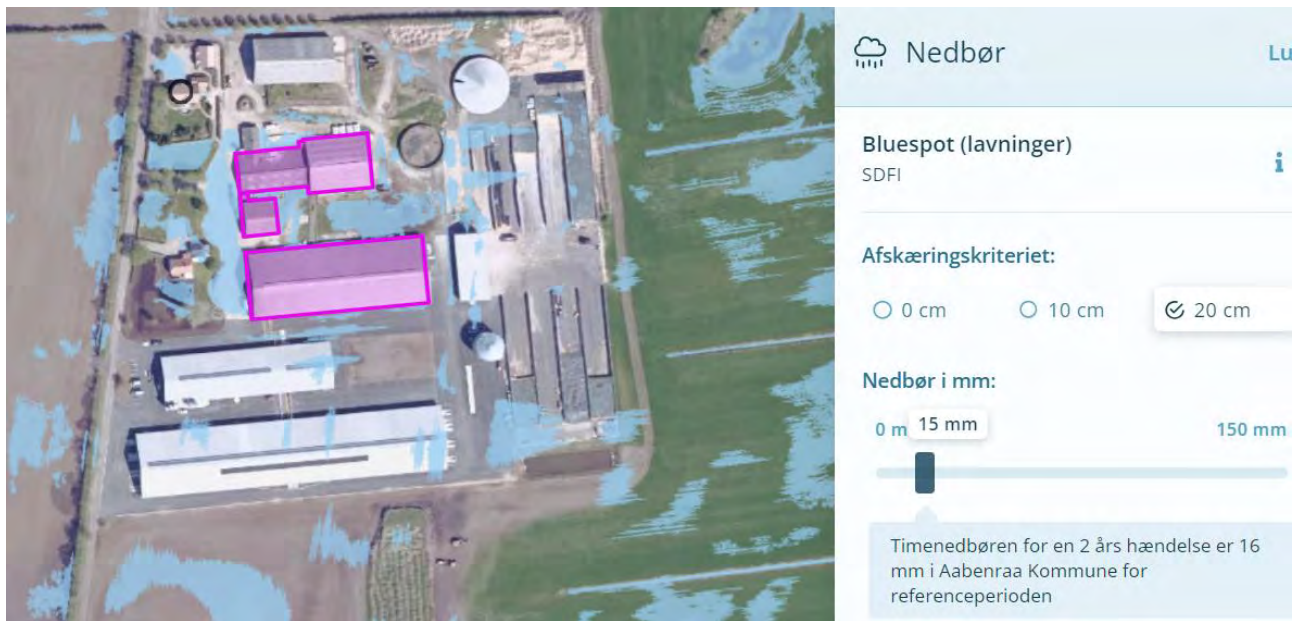 Nedbør
Lu
Bluespot (lavninger)
SDFI
Afskæringskriteriet:
0 cm
10 cm
20 cm
Nedbør i mm:
0 m
15 mm
150 mm
Timenedbøren for en 2 års hændelse er 16
mm i Aabenraa Kommune for
referenceperioden